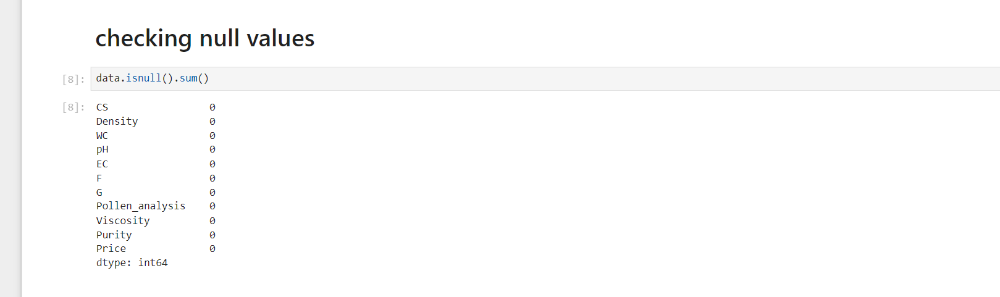 checking null values
[8]: data.isnull().sum()
[8]: CS 0
Density 0
WC 0
pH 0
EC 0
F 0
G 0
Pollen_analysis 0
Viscosity 0
Purity 0
Price 0
dtype: int64